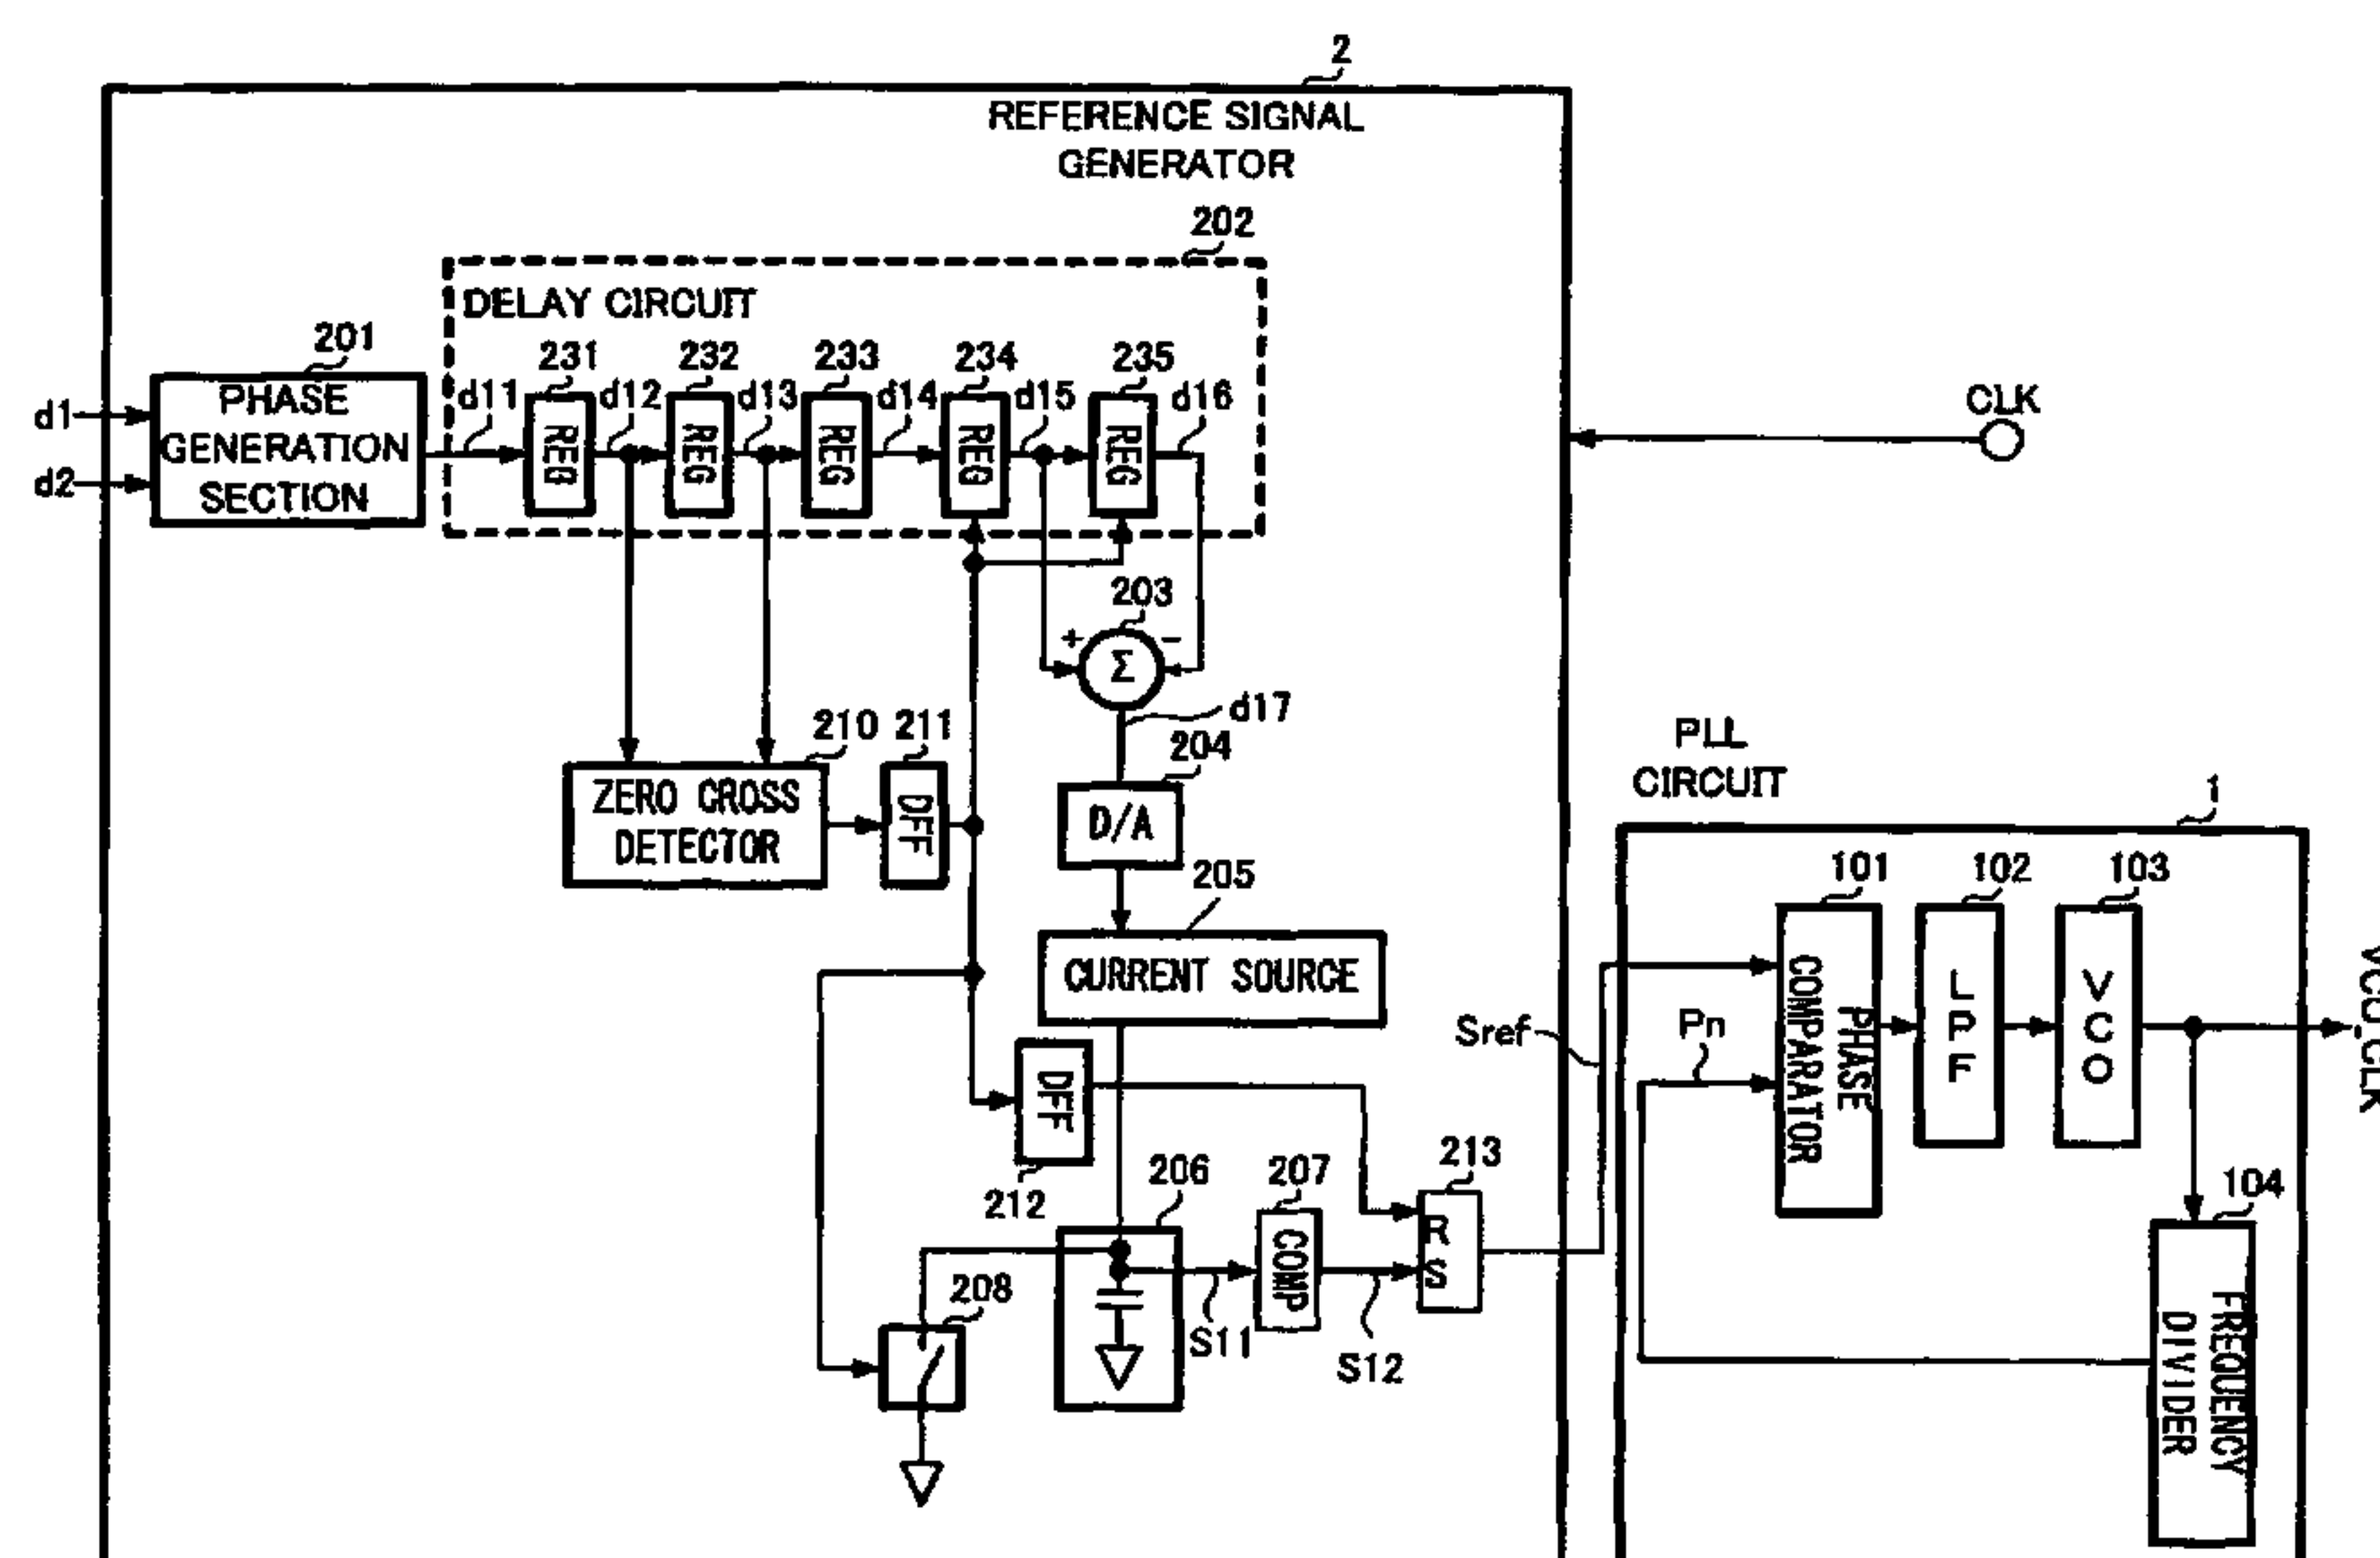 2
REFERENCE SIGNAL
GENERATOR
202
DELAY CIRCUIT
201
231
232
233
234
235
d11
d12
d13
d14
d15
d16
PHASE
GENERATION
SECTION
d1
d2
REG
REG
REG
REG
REG
CLK
203
+
−
Σ
d17
210
211
204
ZERO CROSS
DETECTOR
DFF
D/A
205
CURRENT SOURCE
PLL
CIRCUIT
1
101
102
103
PHASE
COMPARATOR
LPF
VCO
VCO_CLK
Sref
Pn
DFF
212
206
207
213
R
S
COMP
208
S11
S12
104
FREQUENCY
DIVIDER